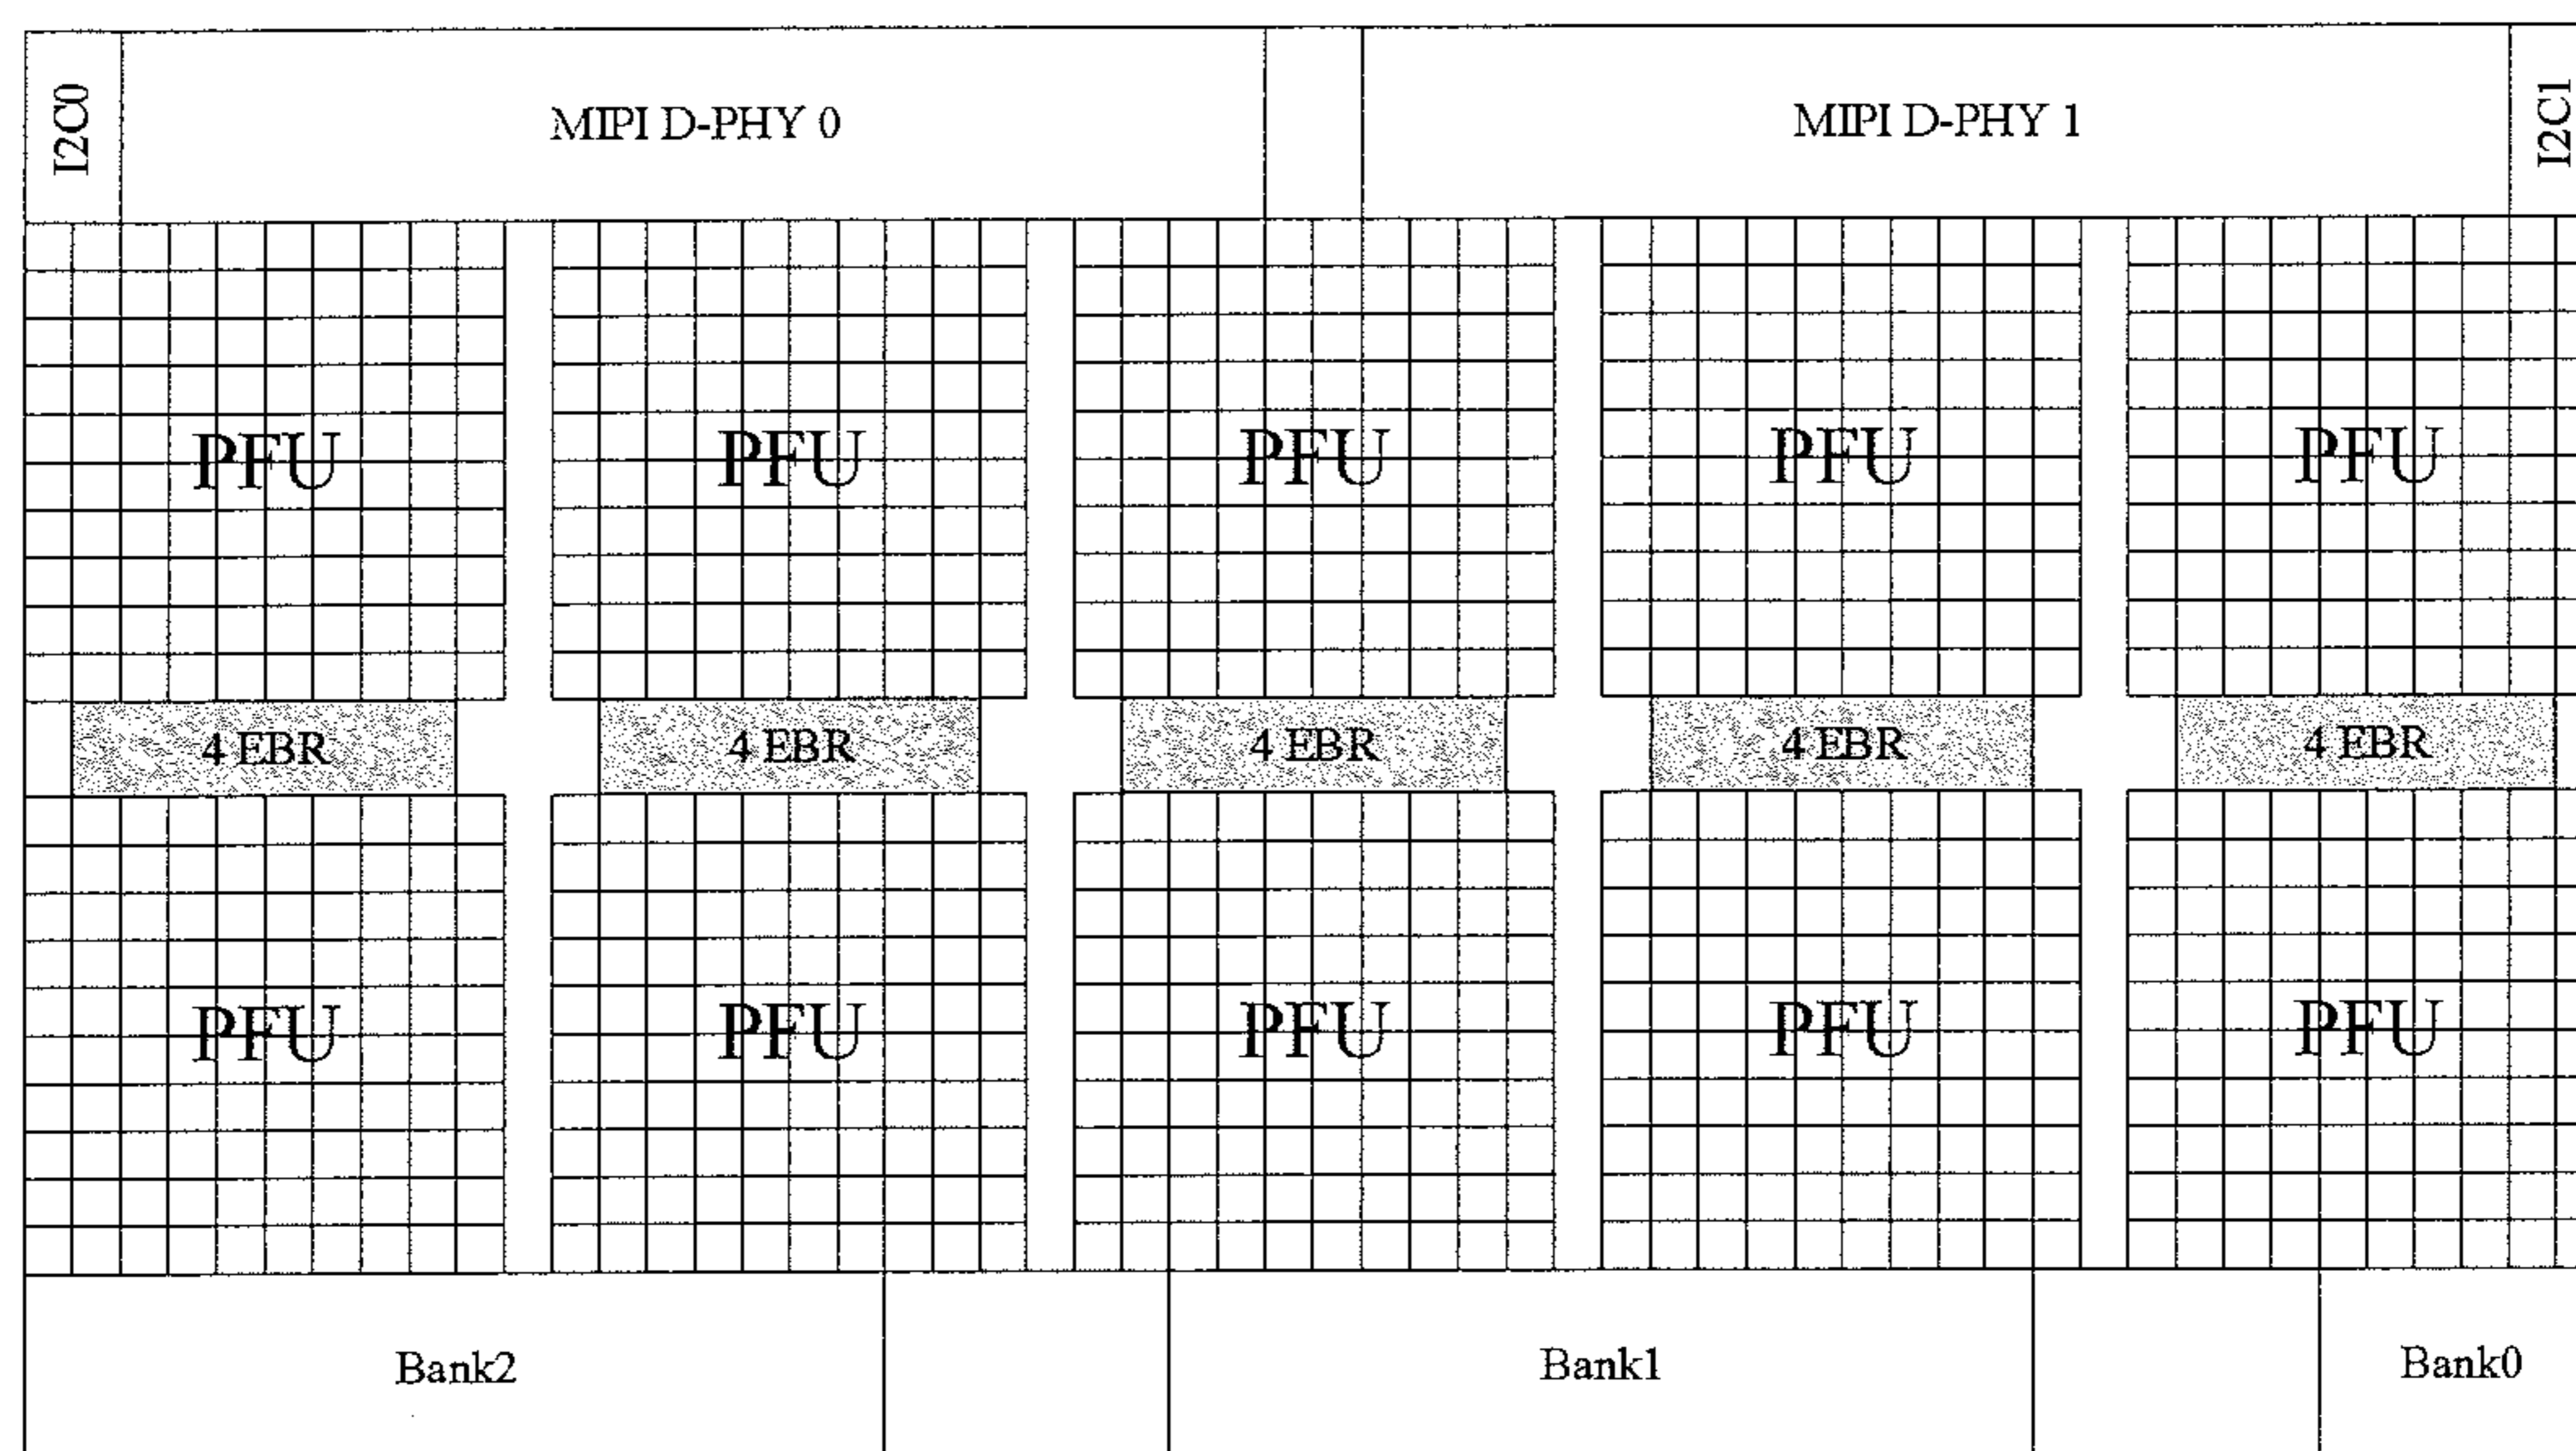 I2C0 MIPI D-PHY 0 MIPI D-PHY 1 I2C1
PFU PFU PFU PFU PFU
4 EBR 4 EBR 4 EBR 4 EBR 4 EBR
PFU PFU PFU PFU PFU
Bank2 Bank1 Bank0